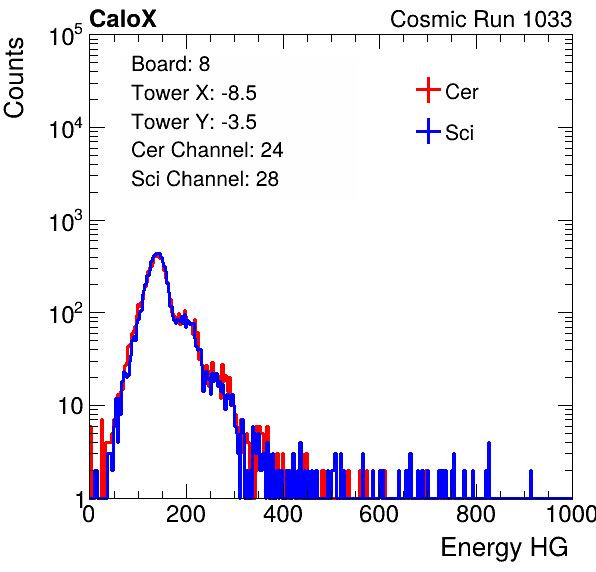 CaloX
Cosmic Run 1033
Counts
10^5
10^4
10^3
10^2
10
1
Board: 8
Tower X: -8.5
Tower Y: -3.5
Cer Channel: 24
Sci Channel: 28
Cer
Sci
0 200 400 600 800 1000
Energy HG